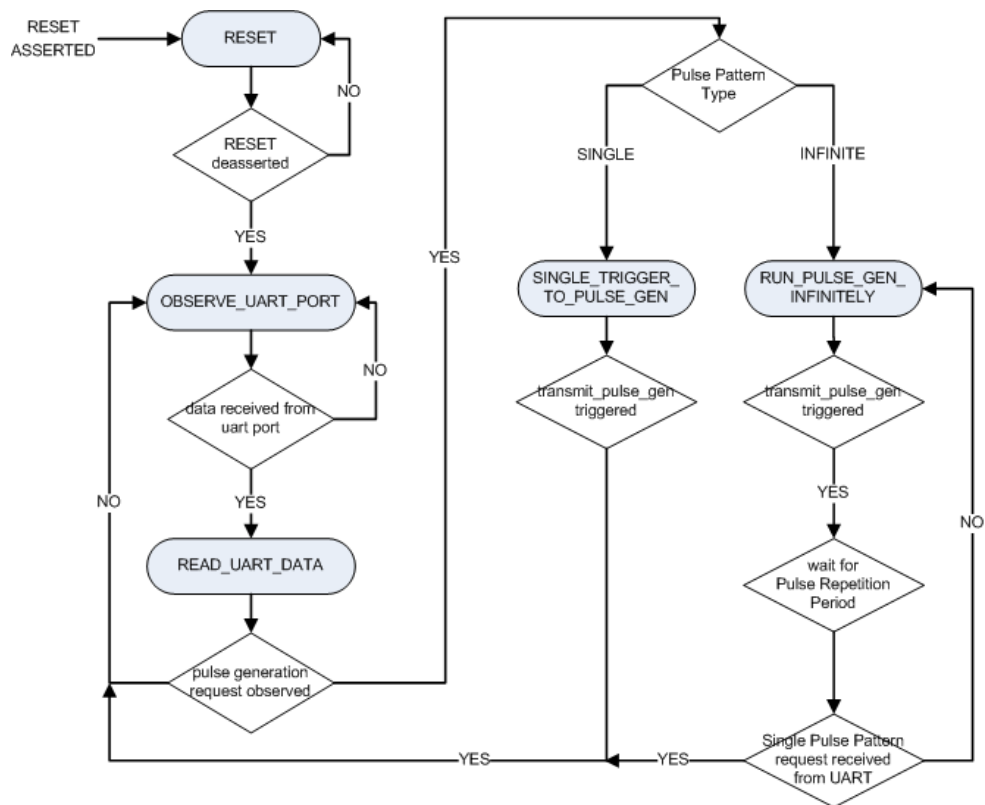 RESET
ASSERTED
RESET
NO
RESET
deasserted
YES
OBSERVE_UART_PORT
NO
data received from
uart port
YES
NO
READ_UART_DATA
pulse generation
request observed
YES
Pulse Pattern
Type
SINGLE
INFINITE
SINGLE_TRIGGER_
TO_PULSE_GEN
RUN_PULSE_GEN_
INFINITELY
transmit_pulse_gen
triggered
transmit_pulse_gen
triggered
YES
NO
wait for
Pulse Repetition
Period
Single Pulse Pattern
request received
from UART
YES
YES